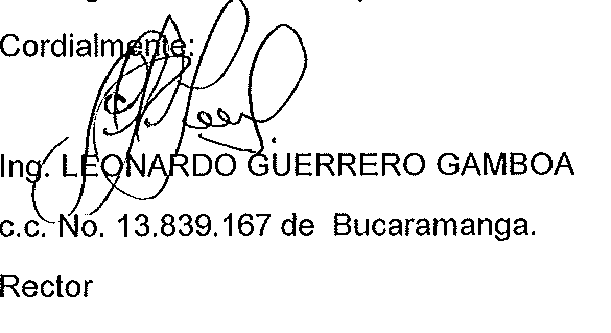 Cordialmente:
Ing. LEONARDO GUERRERO GAMBOA
c.c. No. 13.839.167 de Bucaramanga.
Rector